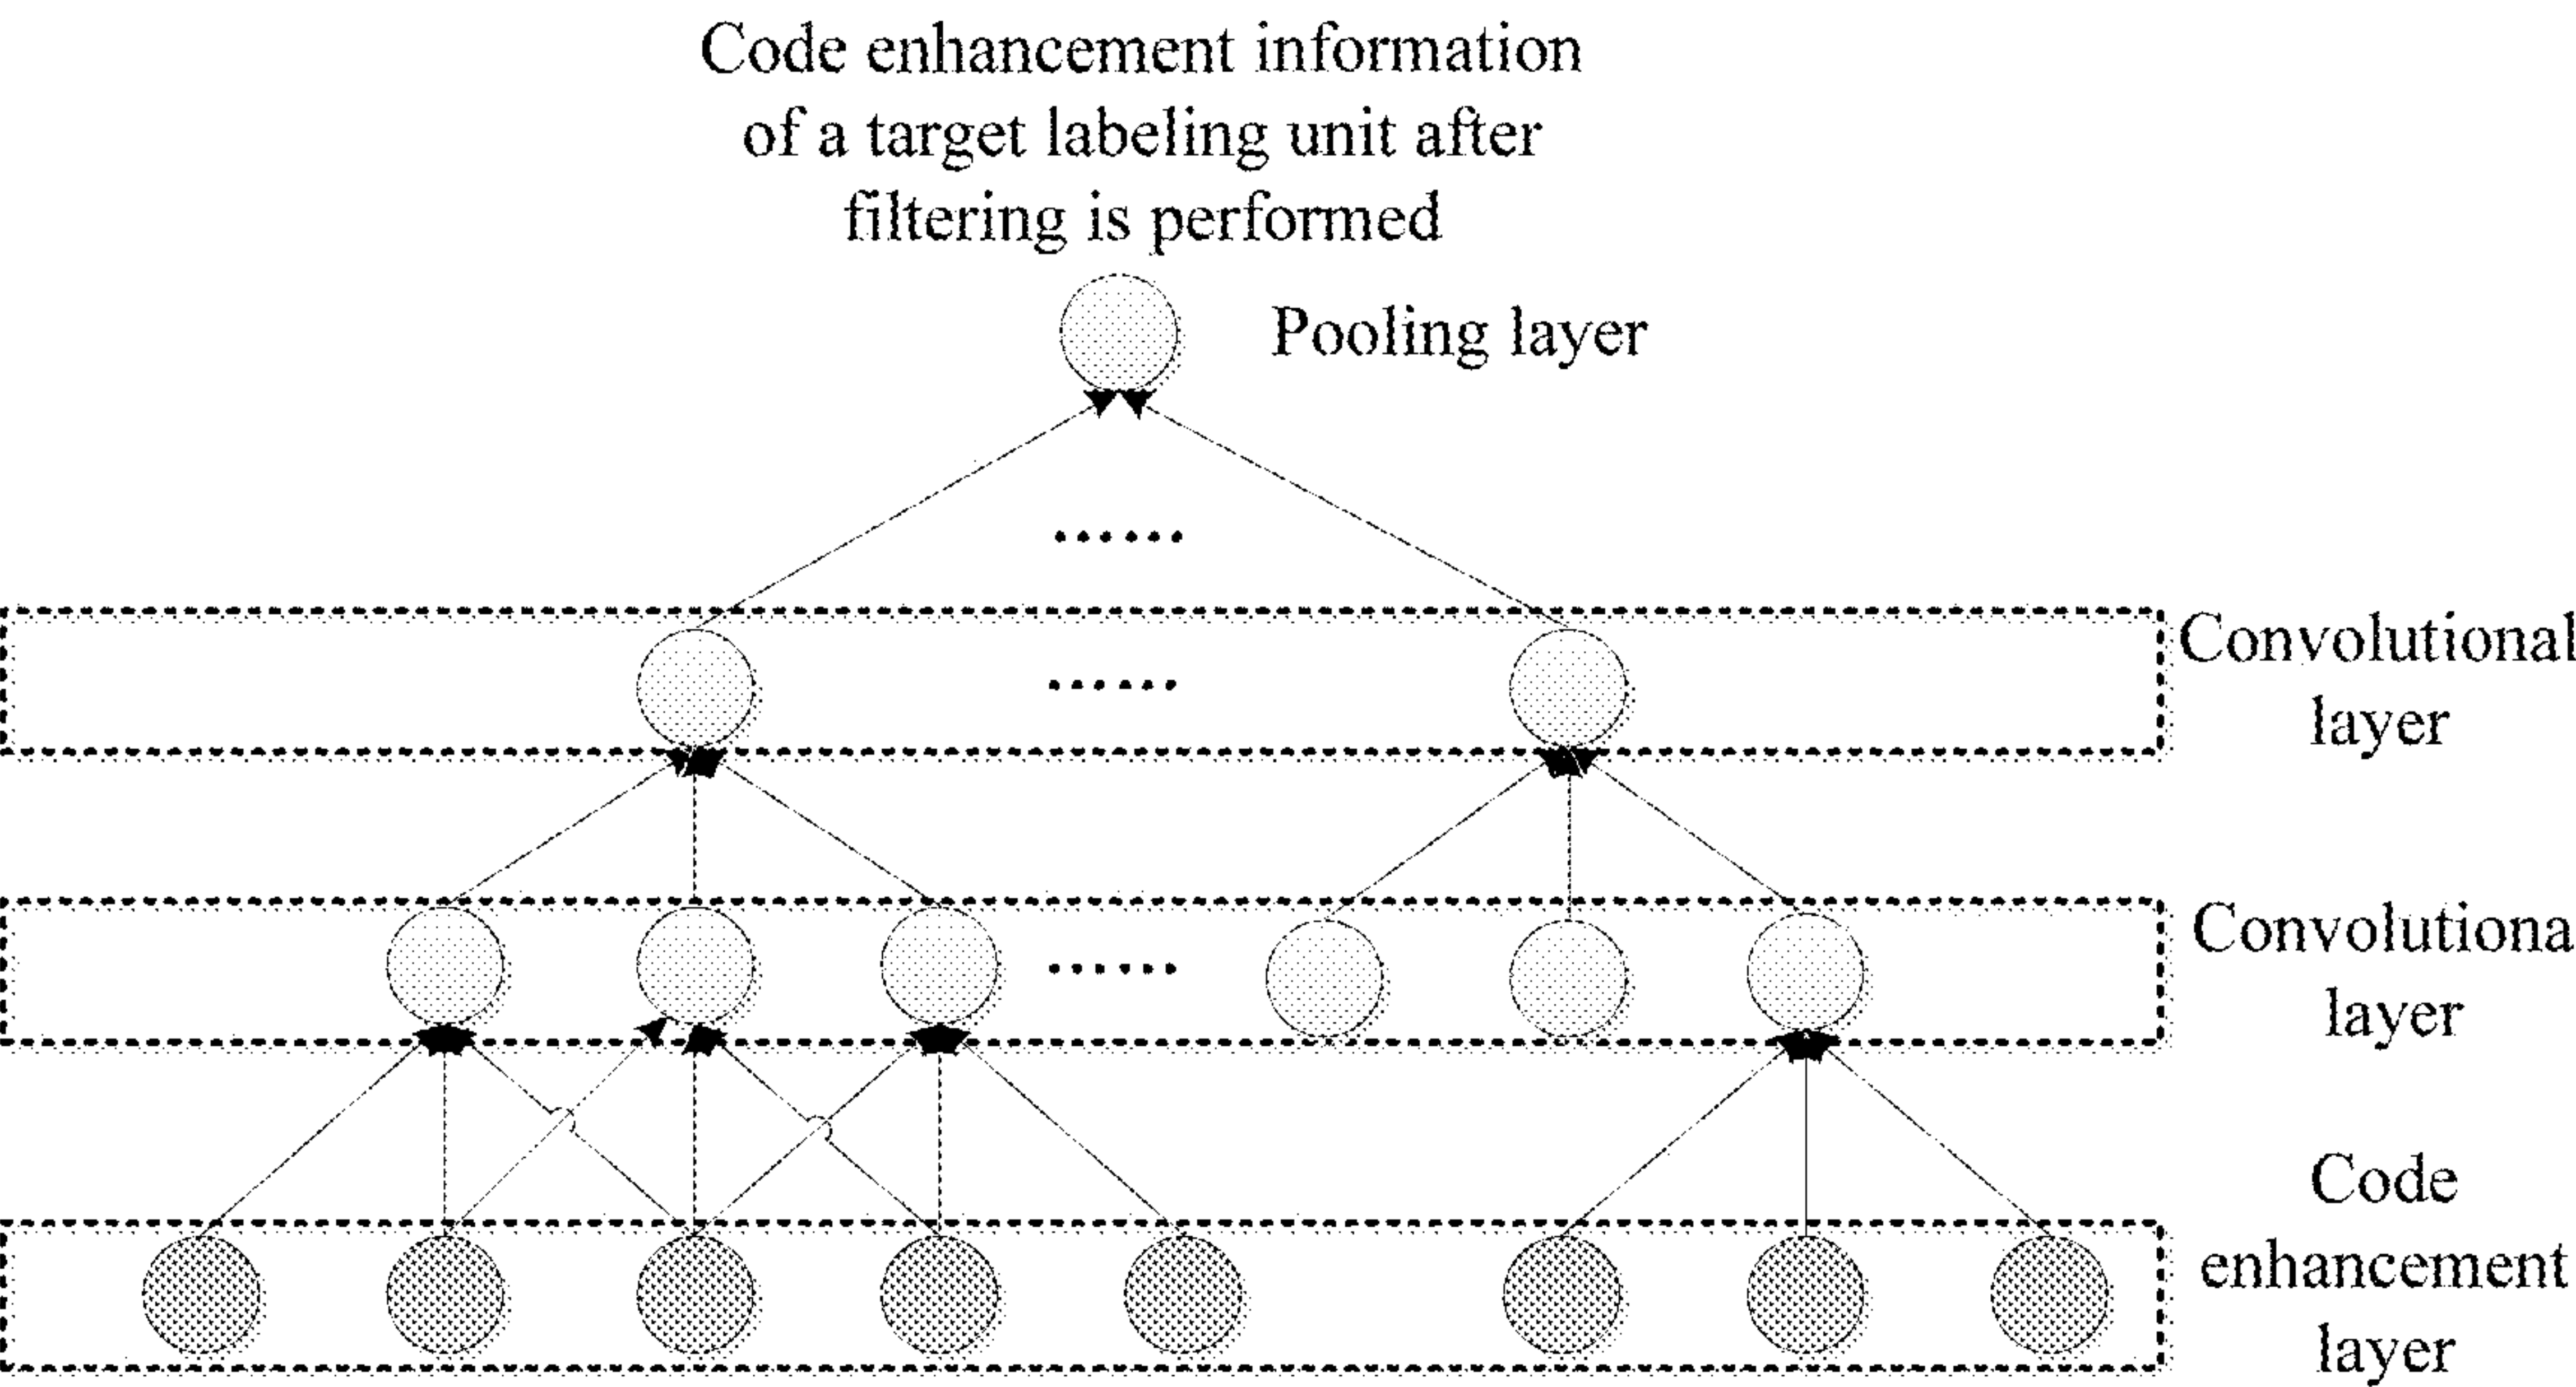 Code enhancement information
of a target labeling unit after
filtering is performed
Pooling layer
......
......
Convolutional
layer
......
Convolutiona
layer
Code
enhancement
layer